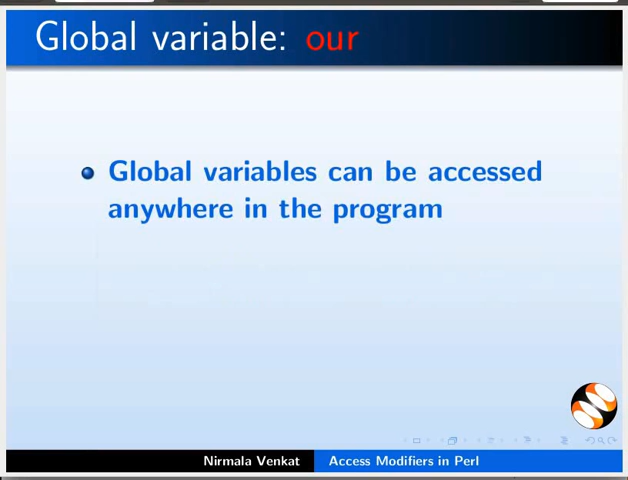 Global variable: our
Global variables can be accessed
anywhere in the program
Nirmala Venkat
Access Modifiers in Perl